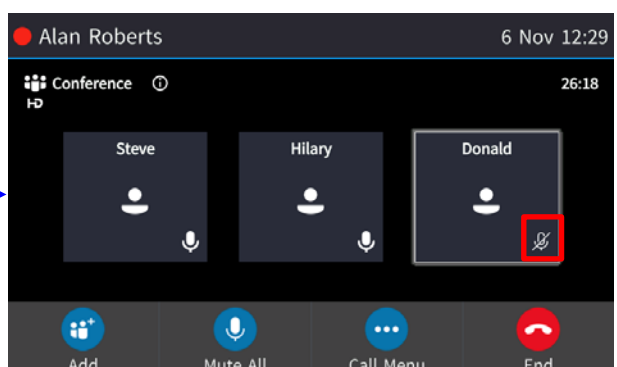 Alan Roberts 6 Nov 12:29
Conference 26:18
HD
Steve Hilary Donald
Add Mute All Call Menu End